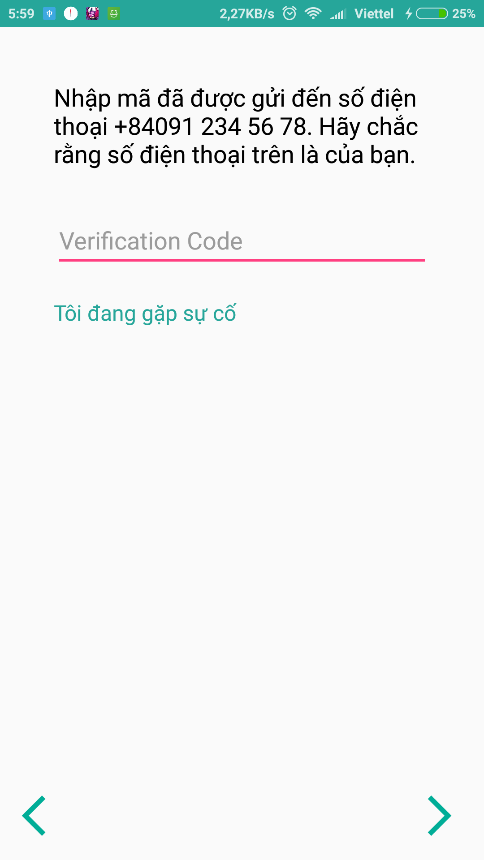 5:59 2,27KB/s Viettel 25%
Nhập mã đã được gửi đến số điện
thoại +84091 234 56 78. Hãy chắc
rằng số điện thoại trên là của bạn.
Verification Code
Tôi đang gặp sự cố